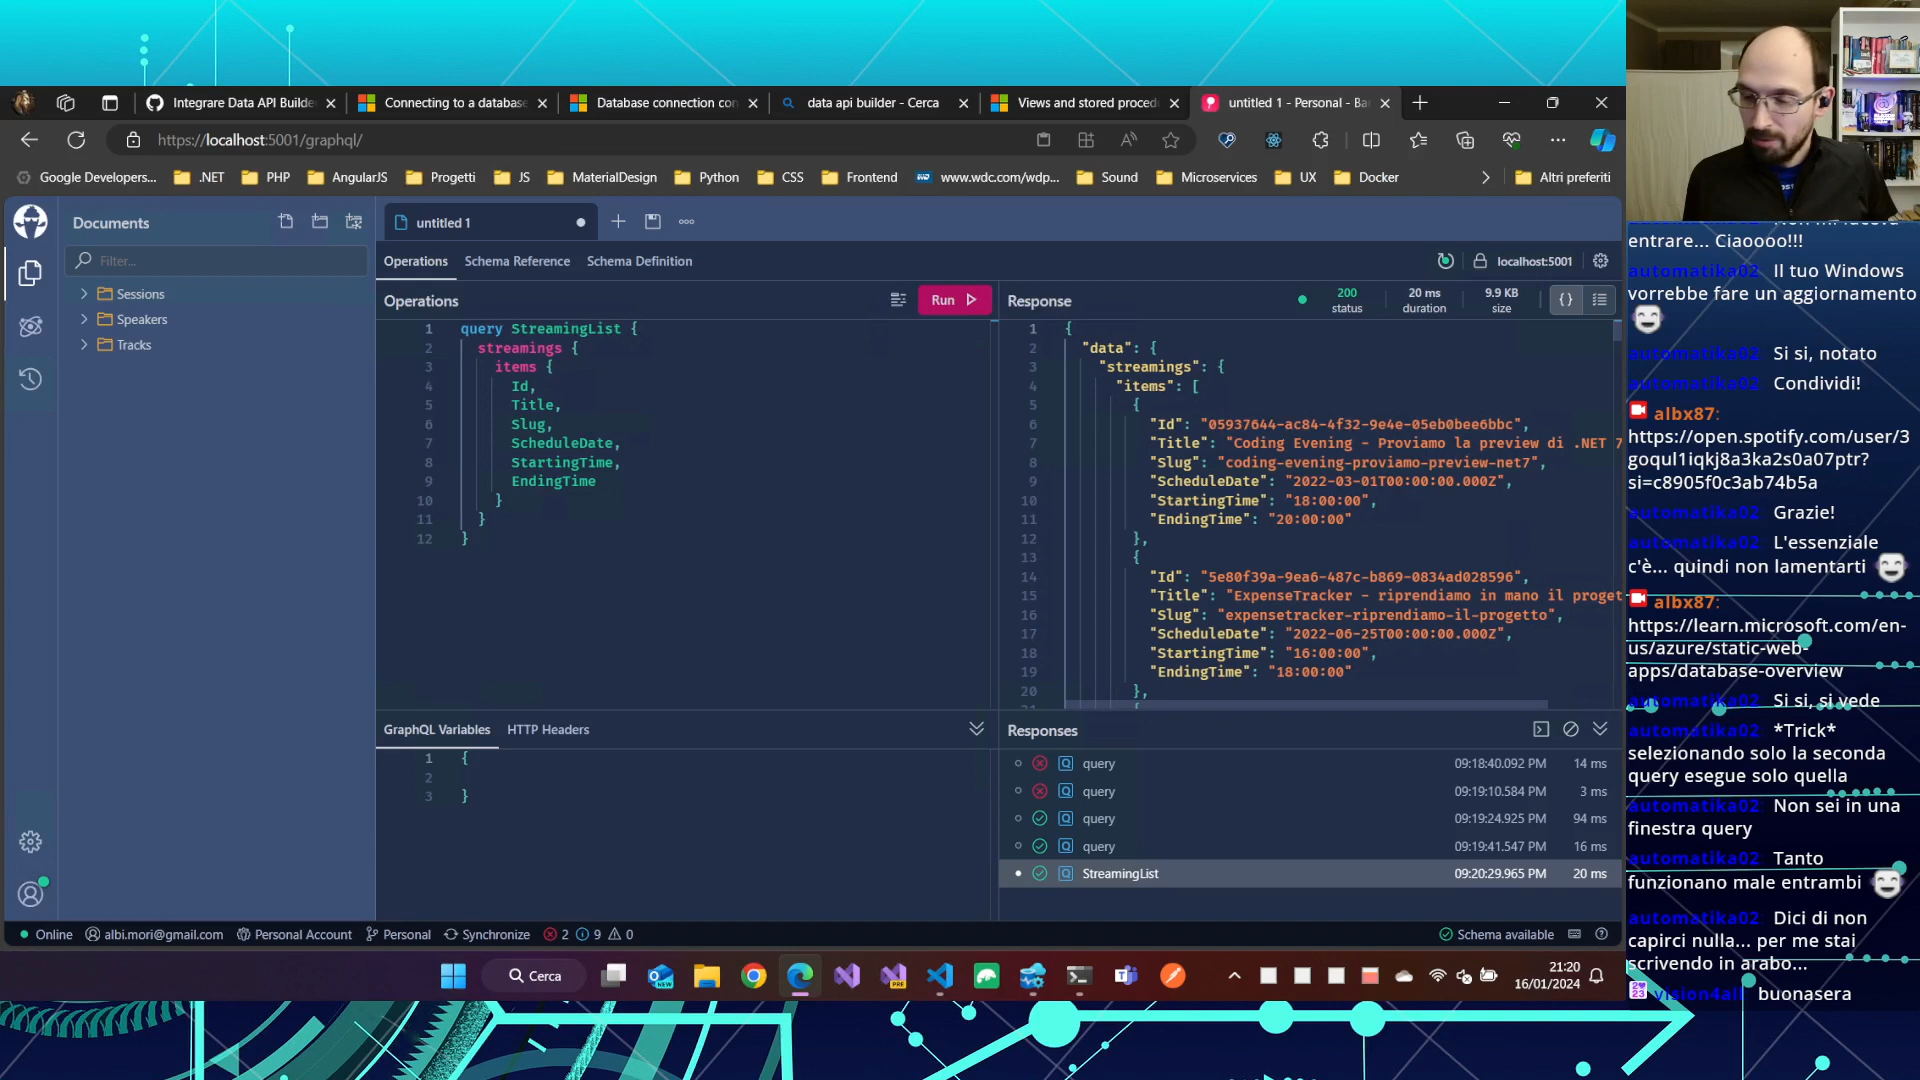 Integrare Data API Builde
Connecting to a database
Database connection con
data api builder - Cerca
Views and stored proced
untitled 1 - Personal - Ba
https://localhost:5001/graphql/
Google Developers...
.NET
PHP
AngularJS
Progetti
JS
MaterialDesign
Python
CSS
Frontend
www.wdc.com/wdp...
Sound
Microservices
UX
Docker
Altri preferiti
Documents
Filter...
Sessions
Speakers
Tracks
untitled 1
Operations
Schema Reference
Schema Definition
localhost:5001
Operations
Run
1 query StreamingList {
2 streamings {
3 items {
4 Id,
5 Title,
6 Slug,
7 ScheduleDate,
8 StartingTime,
9 EndingTime
10 }
11 }
12 }
Response
200 status
20 ms duration
9.9 KB size
1 {
2 "data": {
3 "streamings": {
4 "items": [
5 {
6 "Id": "05937644-ac84-4f32-9e4e-05eb0bee6bbc",
7 "Title": "Coding Evening - Proviamo la preview di .NET 7
8 "Slug": "coding-evening-proviamo-preview-net7",
9 "ScheduleDate": "2022-03-01T00:00:00.000Z",
10 "StartingTime": "18:00:00",
11 "EndingTime": "20:00:00"
12 },
13 {
14 "Id": "5e80f39a-9ea6-487c-b869-0834ad028596",
15 "Title": "ExpenseTracker - riprendiamo in mano il proget
16 "Slug": "expensetracker-riprendiamo-il-progetto",
17 "ScheduleDate": "2022-06-25T00:00:00.000Z",
18 "StartingTime": "16:00:00",
19 "EndingTime": "18:00:00"
20 },
GraphQL Variables
HTTP Headers
1 {
2
3 }
Responses
query 09:18:40.092 PM 14 ms
query 09:19:10.584 PM 3 ms
query 09:19:24.925 PM 94 ms
query 09:19:41.547 PM 16 ms
StreamingList 09:20:29.965 PM 20 ms
Online
albi.mori@gmail.com
Personal Account
Personal
Synchronize
2
9
0
Schema available
Cerca
21:20
16/01/2024
entrare... Ciaoooo!!!
automatika02 Il tuo Windows
vorrebbe fare un aggiornamento
automatika02 Si si, notato
automatika02 Condividi!
albx87:
https://open.spotify.com/user/3
goqul1iqkj8a3ka2s0a07ptr?
si=c8905f0c3ab74b5a
automatika02 Grazie!
automatika02 L'essenziale
c'è... quindi non lamentarti
albx87:
https://learn.microsoft.com/en-
us/azure/static-web-
apps/database-overview
automatika02 Si si, si vede
automatika02 *Trick*
selezionando solo la seconda
query esegue solo quella
automatika02 Non sei in una
finestra query
automatika02 Tanto
funzionano male entrambi
automatika02 Dici di non
capirci nulla... per me stai
scrivendo in arabo...
vision4all buonasera